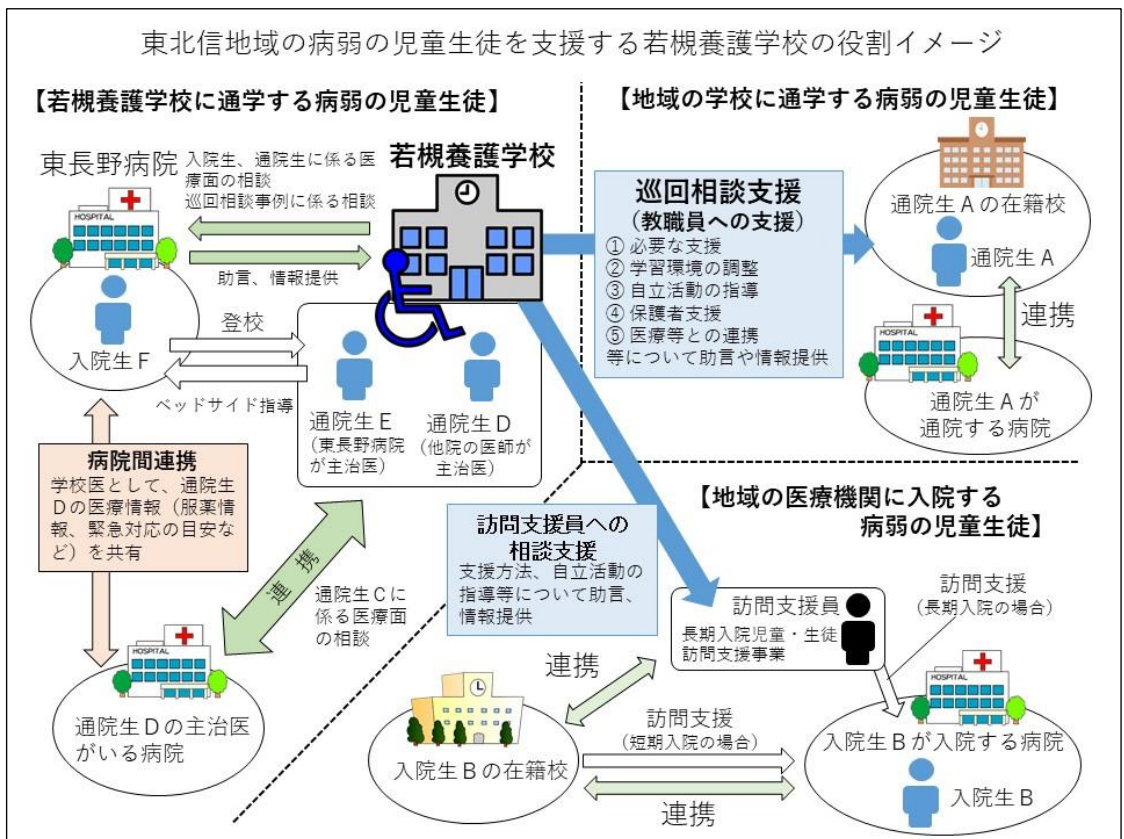 東北信地域の病弱の児童生徒を支援する若槻養護学校の役割イメージ
【若槻養護学校に通学する病弱の児童生徒】
東長野病院
入院生、通院生に係る医
療面の相談
巡回相談事例に係る相談
若槻養護学校
HOSPITAL
助言、情報提供
入院生F
登校
ベッドサイド指導
通院生E
(東長野病院
が主治医)
通院生D
(他院の医師が
主治医)
病院間連携
学校医として、通院生
Dの医療情報（服薬情
報、緊急対応の目安な
ど）を共有
連携
通院生Cに
係る医療面
の相談
HOSPITAL
通院生Dの主治医
がいる病院
【地域の学校に通学する病弱の児童生徒】
巡回相談支援
(教職員への支援)
① 必要な支援
② 学習環境の調整
③ 自立活動の指導
④ 保護者支援
⑤ 医療等との連携
等について助言や情報提供
通院生Aの在籍校
通院生A
連携
HOSPITAL
通院生Aが
通院する病院
【地域の医療機関に入院する
病弱の児童生徒】
訪問支援員への
相談支援
支援方法、自立活動の
指導等について助言、
情報提供
訪問支援員
長期入院児童・生徒
訪問支援事業
訪問支援
(長期入院の場合)
連携
訪問支援
(短期入院の場合)
連携
入院生Bの在籍校
HOSPITAL
入院生Bが入院する病院
入院生B